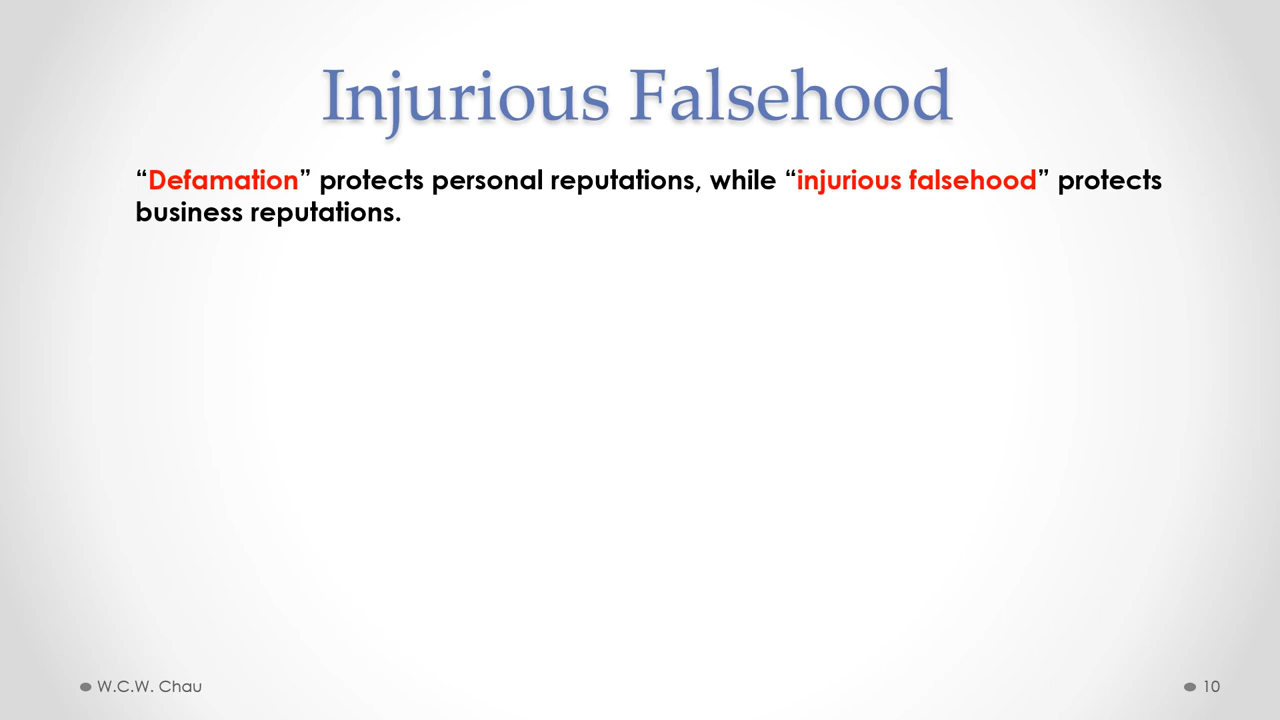 Injurious Falsehood
“Defamation” protects personal reputations, while “injurious falsehood” protects
business reputations.
W.C.W. Chau
10